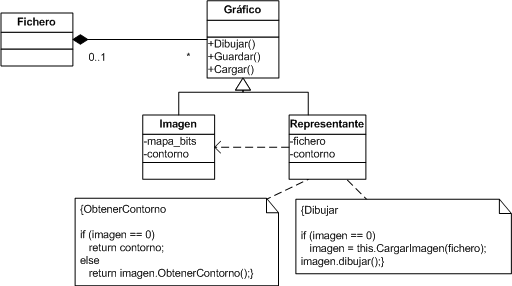 Fichero
Gráfico
+Dibujar()
+Guardar()
+Cargar()
0..1
*
Imagen
-mapa_bits
-contorno
Representante
-fichero
-contorno
{ObtenerContorno
if (imagen == 0)
return contorno;
else
return imagen.ObtenerContorno();}
{Dibujar
if (imagen == 0)
imagen = this.CargarImagen(fichero);
imagen.dibujar();}